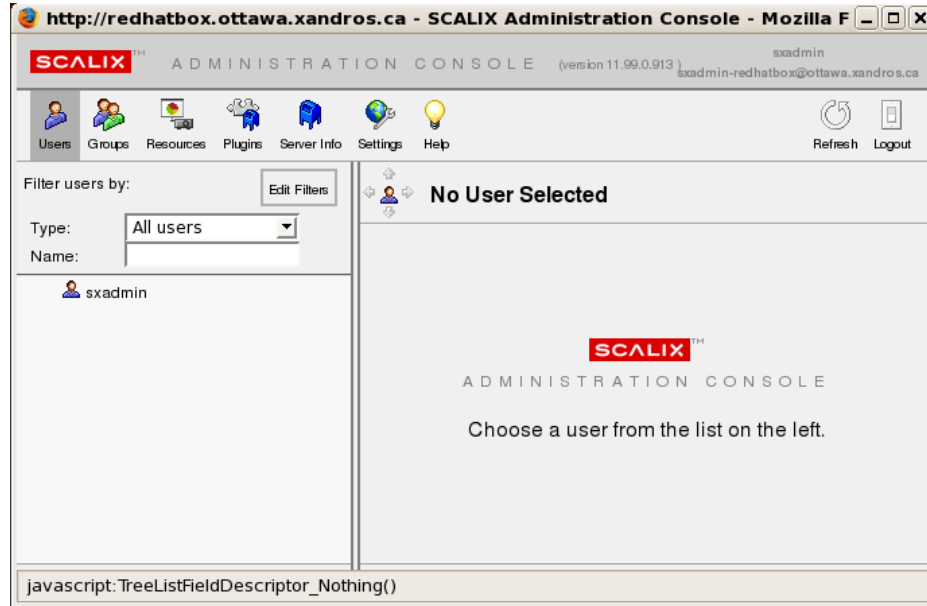 http://redhatbox.ottawa.xandros.ca - SCALIX Administration Console - Mozilla F
SCALIX™ ADMINISTRATION CONSOLE (version 11.99.0.913 )
sxadmin
sxadmin-redhatbox@ottawa.xandros.ca
Users Groups Resources Plugins Server Info Settings Help Refresh Logout
Filter users by: Edit Filters
Type: All users
Name:
sxadmin
No User Selected
SCALIX™
ADMINISTRATION CONSOLE
Choose a user from the list on the left.
javascript:TreeListFieldDescriptor_Nothing()